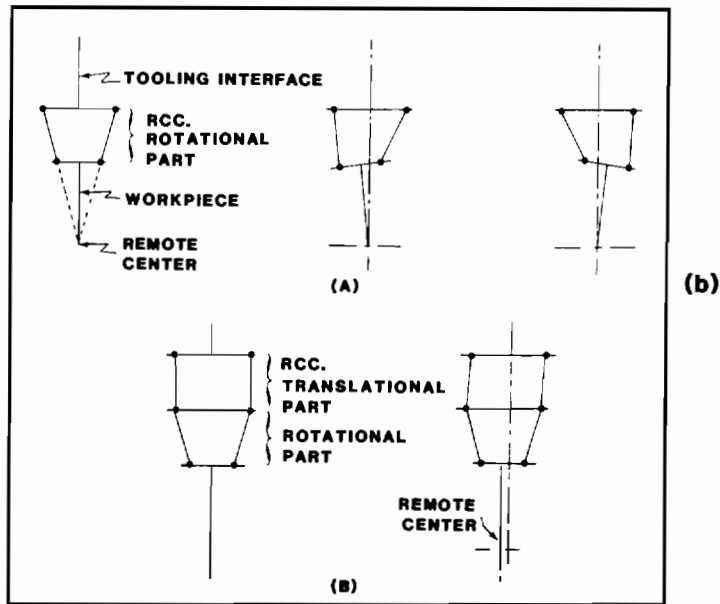 TOOLING INTERFACE
RCC.
ROTATIONAL
PART
WORKPIECE
REMOTE
CENTER
(A)
(b)
RCC.
TRANSLATIONAL
PART
ROTATIONAL
PART
REMOTE
CENTER
(B)